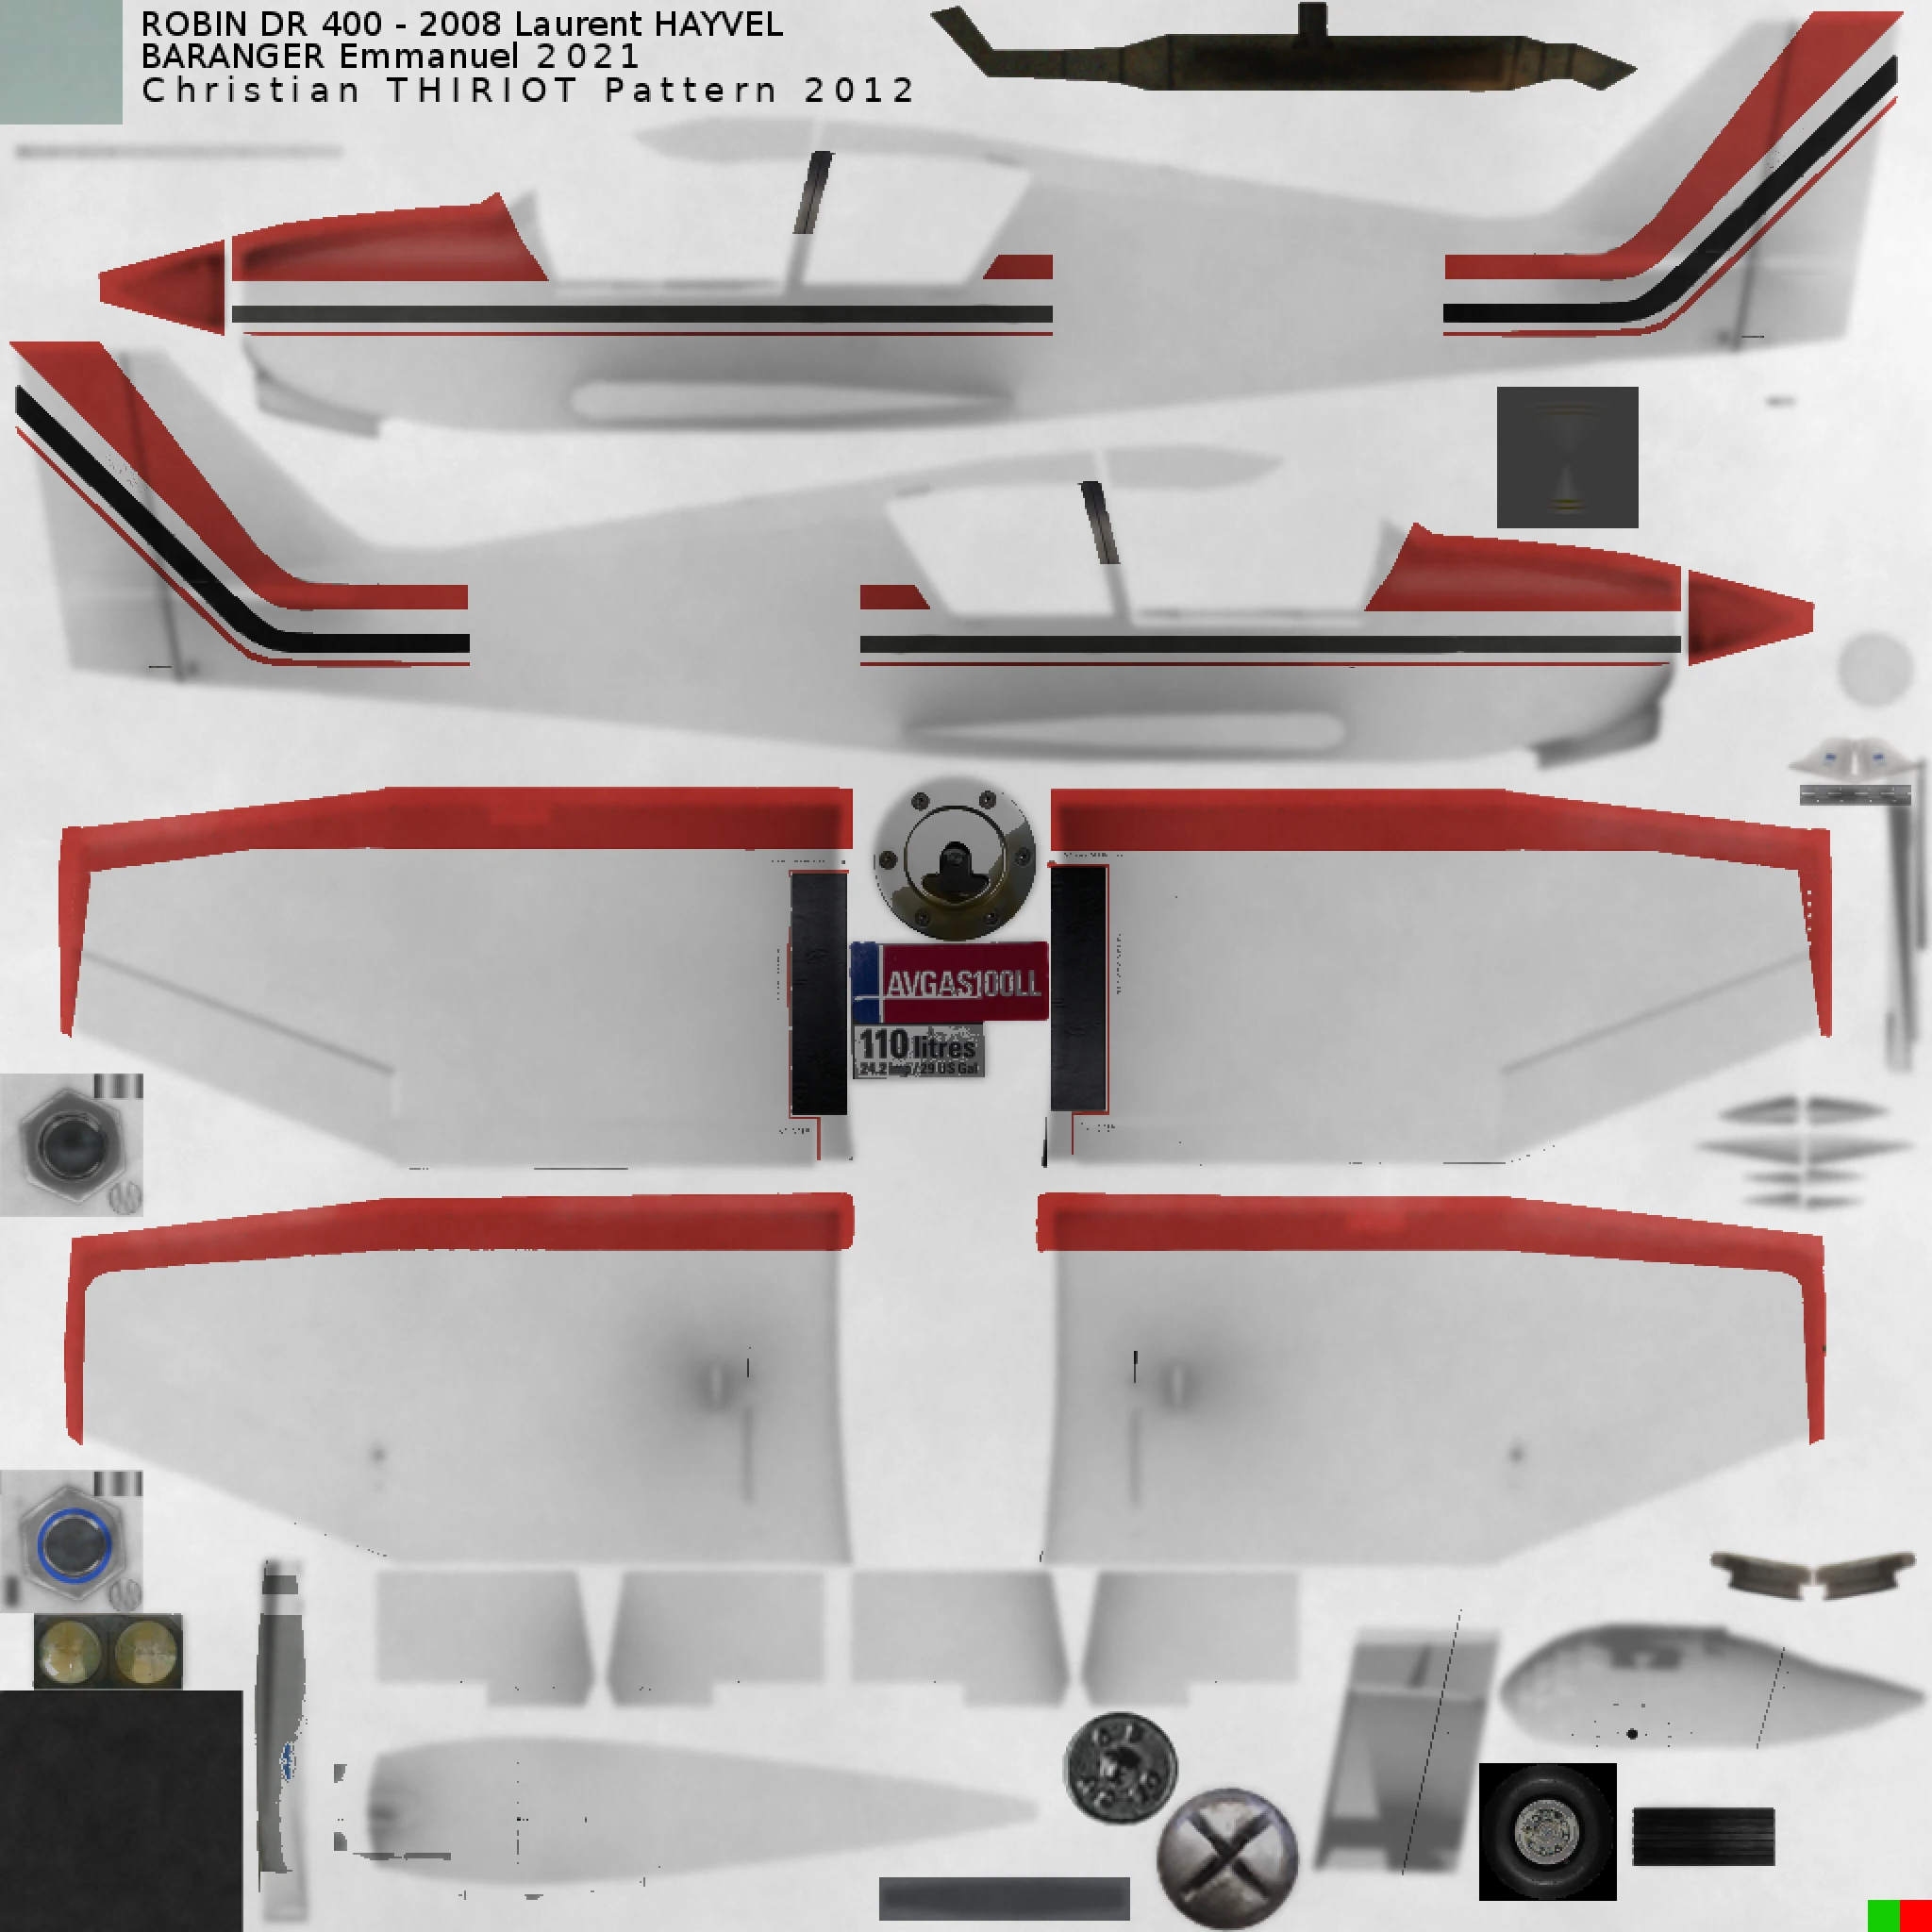 ROBIN DR 400 - 2008 Laurent HAYVEL
BARANGER Emmanuel 2021
Christian THIRIOT Pattern 2012
AVGAS100LL
110 litres
24.2 Imp/29 US Gal